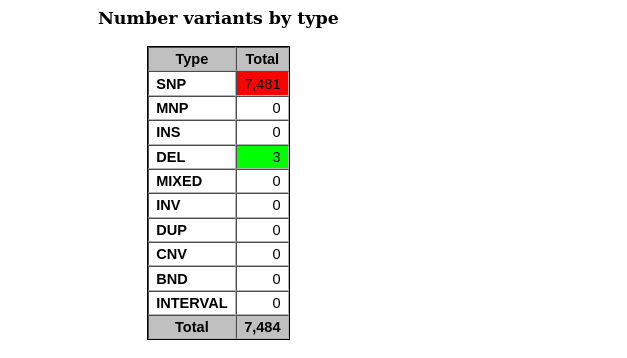 Number variants by type
Type Total
SNP 7,481
MNP 0
INS 0
DEL 3
MIXED 0
INV 0
DUP 0
CNV 0
BND 0
INTERVAL 0
Total 7,484